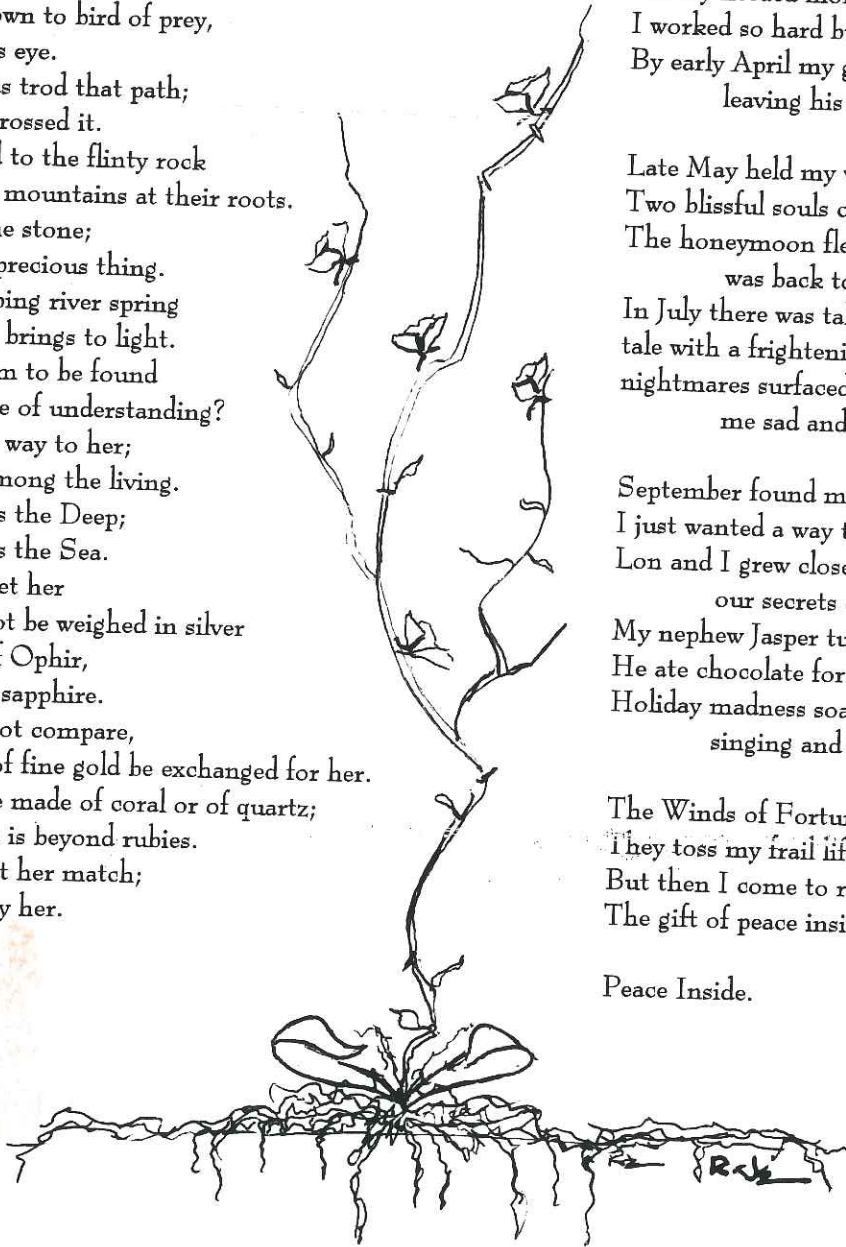 own to bird of prey,
s eye.
s trod that path;
rossed it.
l to the flinty rock
mountains at their roots.
e stone;
precious thing.
ping river spring
brings to light.
m to be found
e of understanding?
way to her;
mong the living.
s the Deep;
s the Sea.
et her
ot be weighed in silver
f Ophir,
sapphire.
ot compare,
of fine gold be exchanged for her.
e made of coral or of quartz;
is beyond rubies.
t her match;
y her.
I worked so hard b
By early April my g
leaving his
Late May held my
Two blissful souls c
The honeymoon fle
was back to
In July there was ta
tale with a frighteni
nightmares surfaced
me sad and
September found m
I just wanted a way t
Lon and I grew close
our secrets
My nephew Jasper tu
He ate chocolate for
Holiday madness soa
singing and
The Winds of Fortu
They toss my frail lif
But then I come to r
The gift of peace insi
Peace Inside.